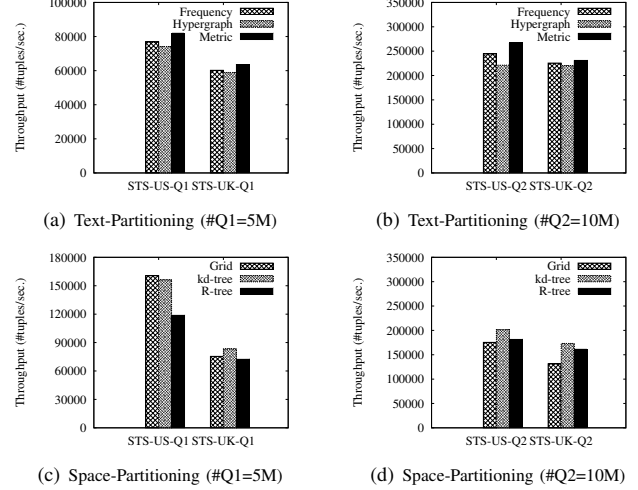 100000
80000
60000
40000
20000
0
Throughput (#tuples/sec.)
Frequency
Hypergraph
Metric
STS-US-Q1 STS-UK-Q1
(a) Text-Partitioning (#Q1=5M)
350000
300000
250000
200000
150000
100000
50000
0
Throughput (#tuples/sec.)
Frequency
Hypergraph
Metric
STS-US-Q2 STS-UK-Q2
(b) Text-Partitioning (#Q2=10M)
180000
150000
120000
90000
60000
30000
0
Throughput (#tuples/sec.)
Grid
kd-tree
R-tree
STS-US-Q1 STS-UK-Q1
(c) Space-Partitioning (#Q1=5M)
350000
300000
250000
200000
150000
100000
50000
0
Throughput (#tuples/sec.)
Grid
kd-tree
R-tree
STS-US-Q2 STS-UK-Q2
(d) Space-Partitioning (#Q2=10M)